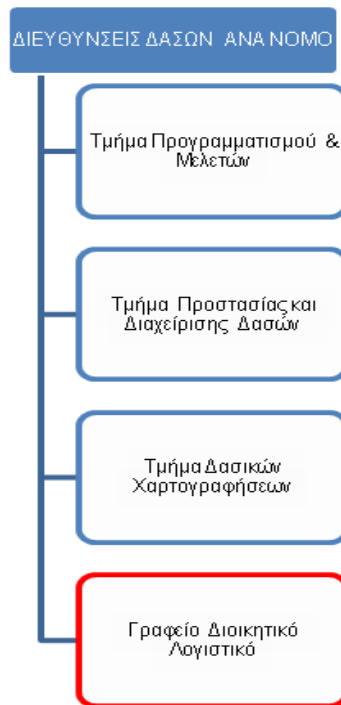 ΔΙΕΥΘΥΝΣΕΙΣ ΔΑΣΩΝ ΑΝΑ ΝΟΜΟ
Τμήμα Προγραμματισμού &
Μελετών
Τμήμα Προστασίας και
Διαχείρισης Δασών
Τμήμα Δασικών
Χαρτογραφήσεων
Γραφείο Διοικητικό
Λογιστικό